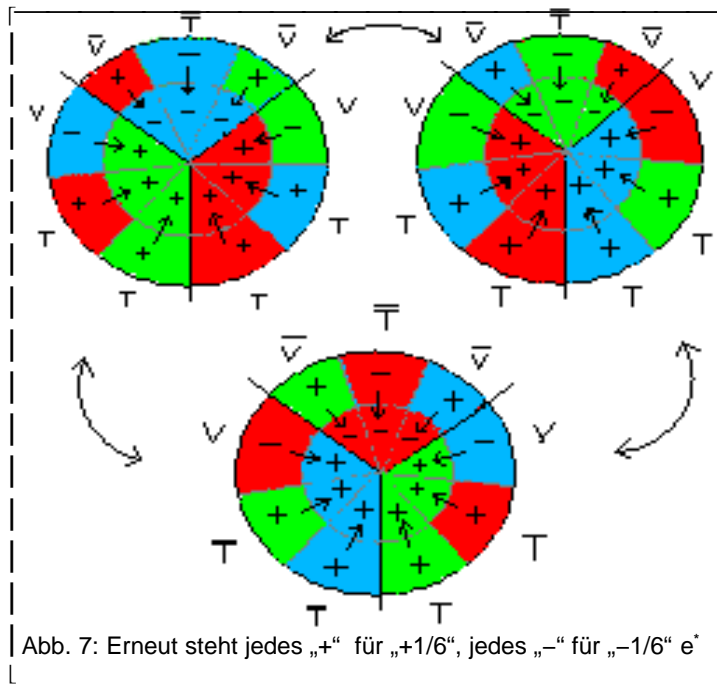 T̅
V̅ V̅
V V
T T
T T
T̅
V̅ V̅
V V
T T
T T
T̅
V̅ V̅
V V
T T
T T
Abb. 7: Erneut steht jedes „+“ für „+1/6“, jedes „−“ für „−1/6“ e*